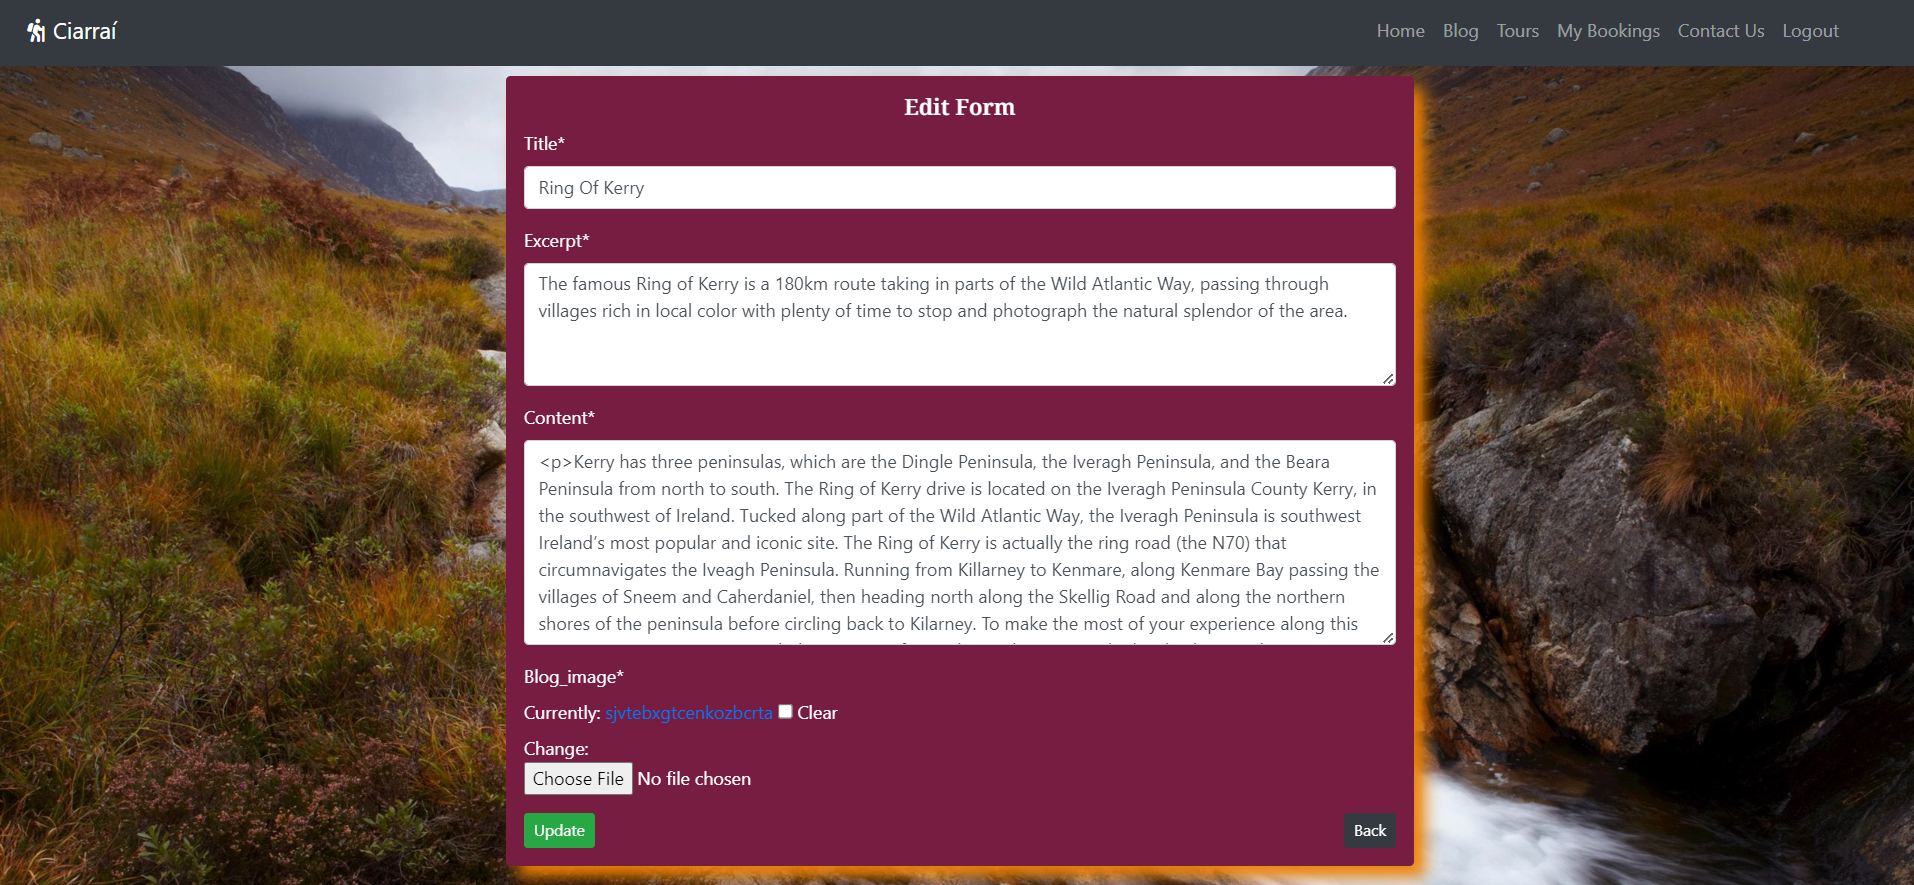 Ciarraí
Home Blog Tours My Bookings Contact Us Logout
Edit Form
Title*
Ring Of Kerry
Excerpt*
The famous Ring of Kerry is a 180km route taking in parts of the Wild Atlantic Way, passing through
villages rich in local color with plenty of time to stop and photograph the natural splendor of the area.
Content*
<p>Kerry has three peninsulas, which are the Dingle Peninsula, the Iveragh Peninsula, and the Beara
Peninsula from north to south. The Ring of Kerry drive is located on the Iveragh Peninsula County Kerry, in
the southwest of Ireland. Tucked along part of the Wild Atlantic Way, the Iveragh Peninsula is southwest
Ireland’s most popular and iconic site. The Ring of Kerry is actually the ring road (the N70) that
circumnavigates the Iveagh Peninsula. Running from Killarney to Kenmare, along Kenmare Bay passing the
villages of Sneem and Caherdaniel, then heading north along the Skellig Road and along the northern
shores of the peninsula before circling back to Kilarney. To make the most of your experience along this
Blog_image*
Currently: sjvtebxgtcenkozbcrta Clear
Change:
Choose File No file chosen
Update Back